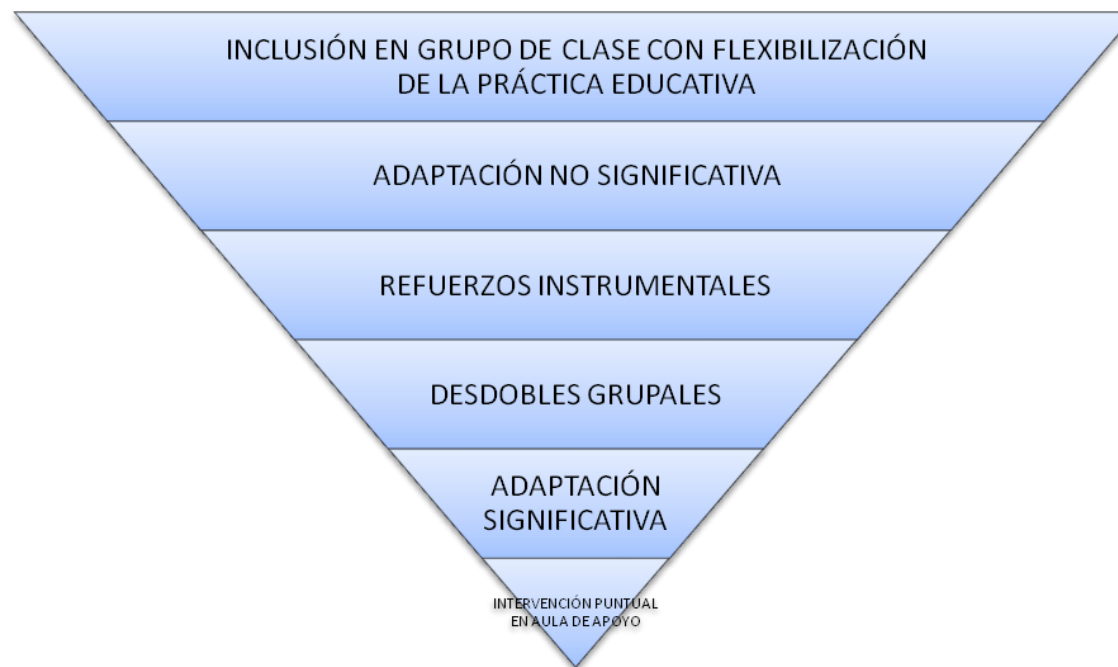 INCLUSIÓN EN GRUPO DE CLASE CON FLEXIBILIZACIÓN
DE LA PRÁCTICA EDUCATIVA
ADAPTACIÓN NO SIGNIFICATIVA
REFUERZOS INSTRUMENTALES
DESDOBLES GRUPALES
ADAPTACIÓN
SIGNIFICATIVA
INTERVENCIÓN PUNTUAL
EN AULA DE APOYO